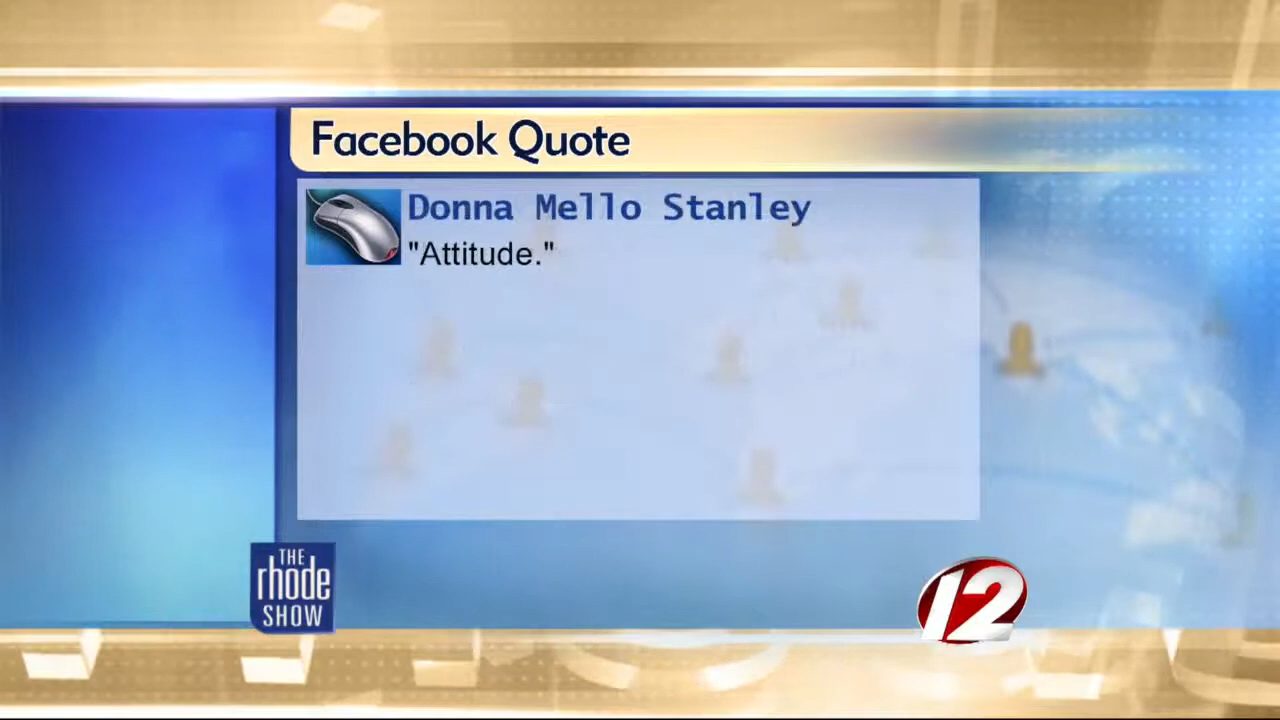 Facebook Quote
Donna Mello Stanley
"Attitude."
THE
rhode
SHOW
12